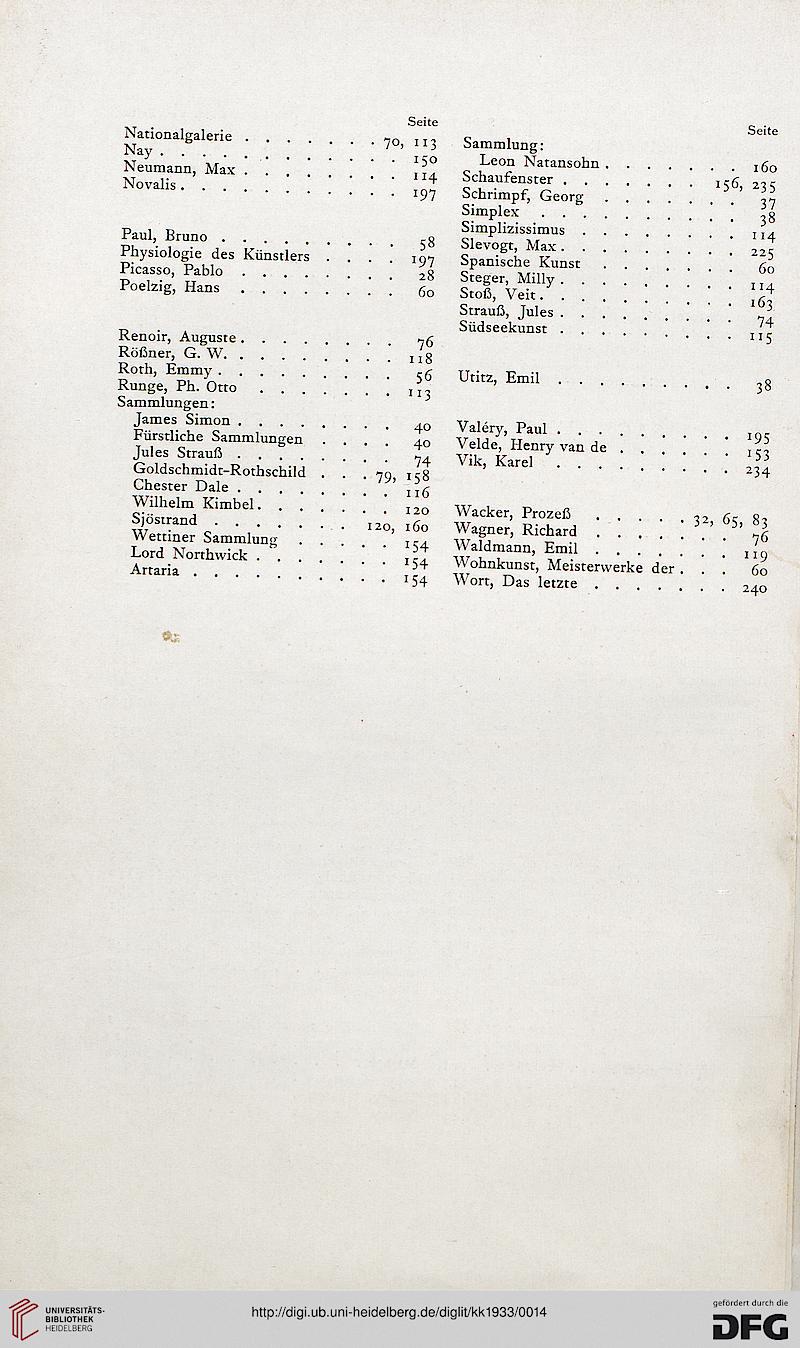 Seite
Nationalgalerie . . . . . . . 70, 113
Nay . . . . . . . . . . . 150
Neumann, Max . . . . . . . . 114
Novalis . . . . . . . . . . . 197
Paul, Bruno . . . . . . . . . 58
Physiologie des Künstlers . . . . 197
Picasso, Pablo . . . . . . . . 28
Poelzig, Hans . . . . . . . . 60
Renoir, Auguste . . . . . . . . 76
Rößner, G. W. . . . . . . . . 118
Roth, Emmy . . . . . . . . . 56
Runge, Ph. Otto . . . . . . . 113
Sammlungen:
James Simon . . . . . . . . 40
Fürstliche Sammlungen . . . . 40
Jules Strauß . . . . . . . . 74
Goldschmidt-Rothschild . . . 79, 158
Chester Dale . . . . . . . . 116
Wilhelm Kimbel . . . . . . . 120
Sjöstrand . . . . . . . 120, 160
Wettiner Sammlung . . . . . 154
Lord Northwick . . . . . . . 154
Artaria . . . . . . . . . . 154
Seite
Sammlung:
Leon Natansohn . . . . . . . 160
Schaufenster . . . . . . . 156, 235
Schrimpf, Georg . . . . . . . 37
Simplex . . . . . . . . . . 38
Simplizissimus . . . . . . . . 114
Slevogt, Max . . . . . . . . . 225
Spanische Kunst . . . . . . . 60
Steger, Milly . . . . . . . . . 114
Stoß, Veit . . . . . . . . . . 163
Strauß, Jules . . . . . . . . . 74
Südseekunst . . . . . . . . . 115
Utitz, Emil . . . . . . . . . 38
Valéry, Paul . . . . . . . . . 195
Velde, Henry van de . . . . . . 153
Vik, Karel . . . . . . . . . 234
Wacker, Prozeß . . . . . 32, 65, 83
Wagner, Richard . . . . . . . 76
Waldmann, Emil . . . . . . . 119
Wohnkunst, Meisterwerke der . . . 60
Wort, Das letzte . . . . . . . 240
UNIVERSITÄTS-
BIBLIOTHEK
HEIDELBERG
http://digi.ub.uni-heidelberg.de/diglit/kk1933/0014
gefördert durch die
DFG